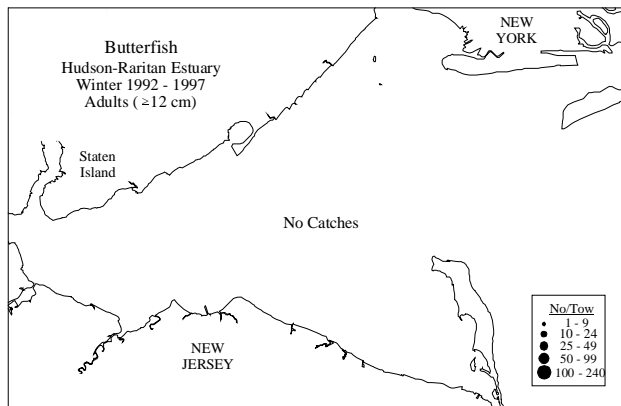 Butterfish
Hudson-Raritan Estuary
Winter 1992 - 1997
Adults ( ≥12 cm)
NEW
YORK
Staten
Island
No Catches
NEW
JERSEY
No/Tow
1 - 9
10 - 24
25 - 49
50 - 99
100 - 240